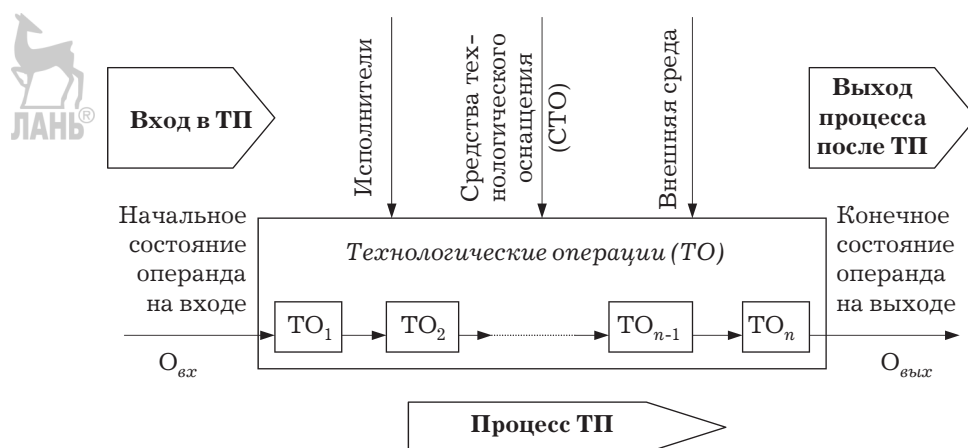 ЛАНЬ®
Вход в ТП
Исполнители
Средства тех-
нологического
оснащения
(СТО)
Внешняя среда
Выход
процесса
после ТП
Начальное
состояние
операнда
на входе
Конечное
состояние
операнда
на выходе
Технологические операции (ТО)
ТО1
ТО2
ТОn-1
ТОn
Овх
Овых
Процесс ТП